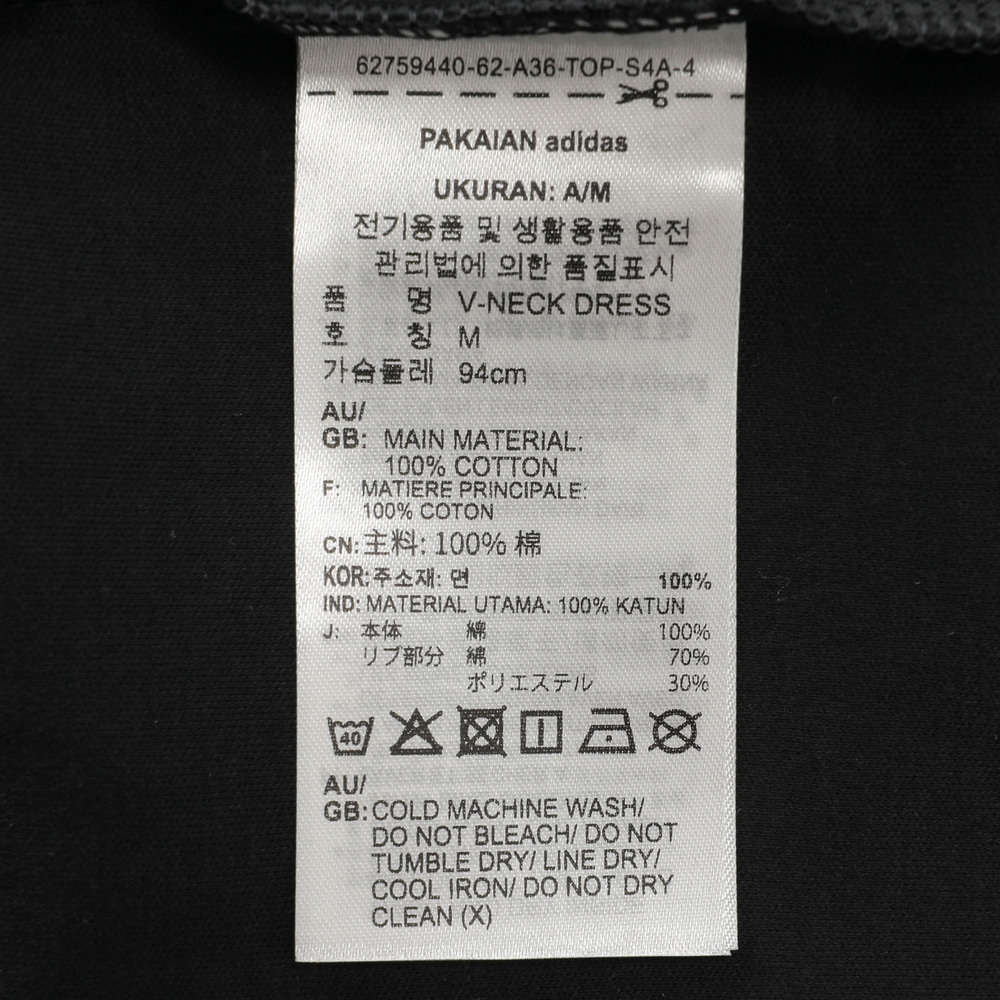 62759440-62-A36-TOP-S4A-4
PAKAIAN adidas
UKURAN: A/M
전기용품 및 생활용품 안전
관리법에 의한 품질표시
품 명 V-NECK DRESS
호 칭 M
가슴둘레 94cm
AU/
GB: MAIN MATERIAL:
100% COTTON
F: MATIERE PRINCIPALE:
100% COTON
CN: 主料: 100% 棉
KOR: 주소재: 면 100%
IND: MATERIAL UTAMA: 100% KATUN
J: 本体 綿 100%
リブ部分 綿 70%
ポリエステル 30%
40
AU/
GB: COLD MACHINE WASH/
DO NOT BLEACH/ DO NOT
TUMBLE DRY/ LINE DRY/
COOL IRON/ DO NOT DRY
CLEAN (X)